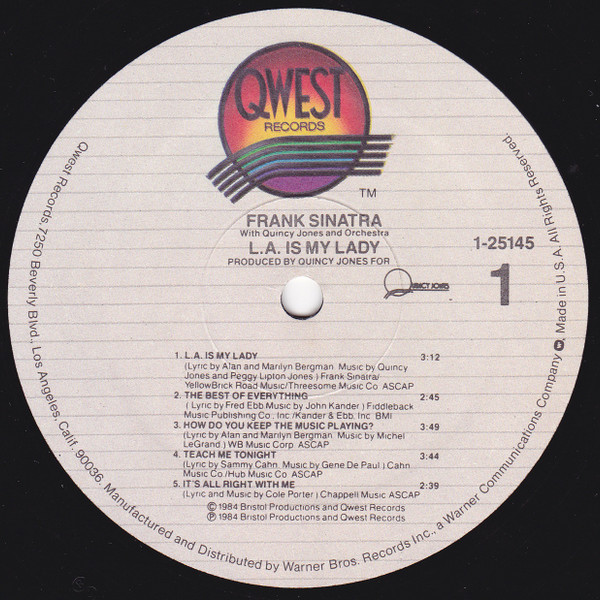 QWEST
RECORDS
TM
FRANK SINATRA
With Quincy Jones and Orchestra
L.A. IS MY LADY
PRODUCED BY QUINCY JONES FOR
QUINCY JONES
1-25145
1
1. L.A. IS MY LADY 3:12
(Lyric by Alan and Marilyn Bergman. Music by Quincy
Jones and Peggy Lipton Jones ) Frank Sinatra/
YellowBrick Road Music/Threesome Music Co. ASCAP
2. THE BEST OF EVERYTHING 2:45
( Lyric by Fred Ebb Music by John Kander ) Fiddleback
Music Publishing Co., Inc./Kander & Ebb, Inc. BMI
3. HOW DO YOU KEEP THE MUSIC PLAYING? 3:49
(Lyric by Alan and Marilyn Bergman. Music by Michel
LeGrand.) WB Music Corp. ASCAP
4. TEACH ME TONIGHT 3:44
(Lyric by Sammy Cahn. Music by Gene De Paul ) Cahn
Music Co./Hub Music Co. ASCAP
5. IT'S ALL RIGHT WITH ME 2:39
(Lyric and Music by Cole Porter ) Chappell Music ASCAP
© 1984 Bristol Productions and Qwest Records
℗ 1984 Bristol Productions and Qwest Records
Qwest Records, 7250 Beverly Blvd., Los Angeles, Calif. 90036. Manufactured and Distributed by Warner Bros. Records Inc., a Warner Communications Company. Made in U.S.A. All Rights Reserved.